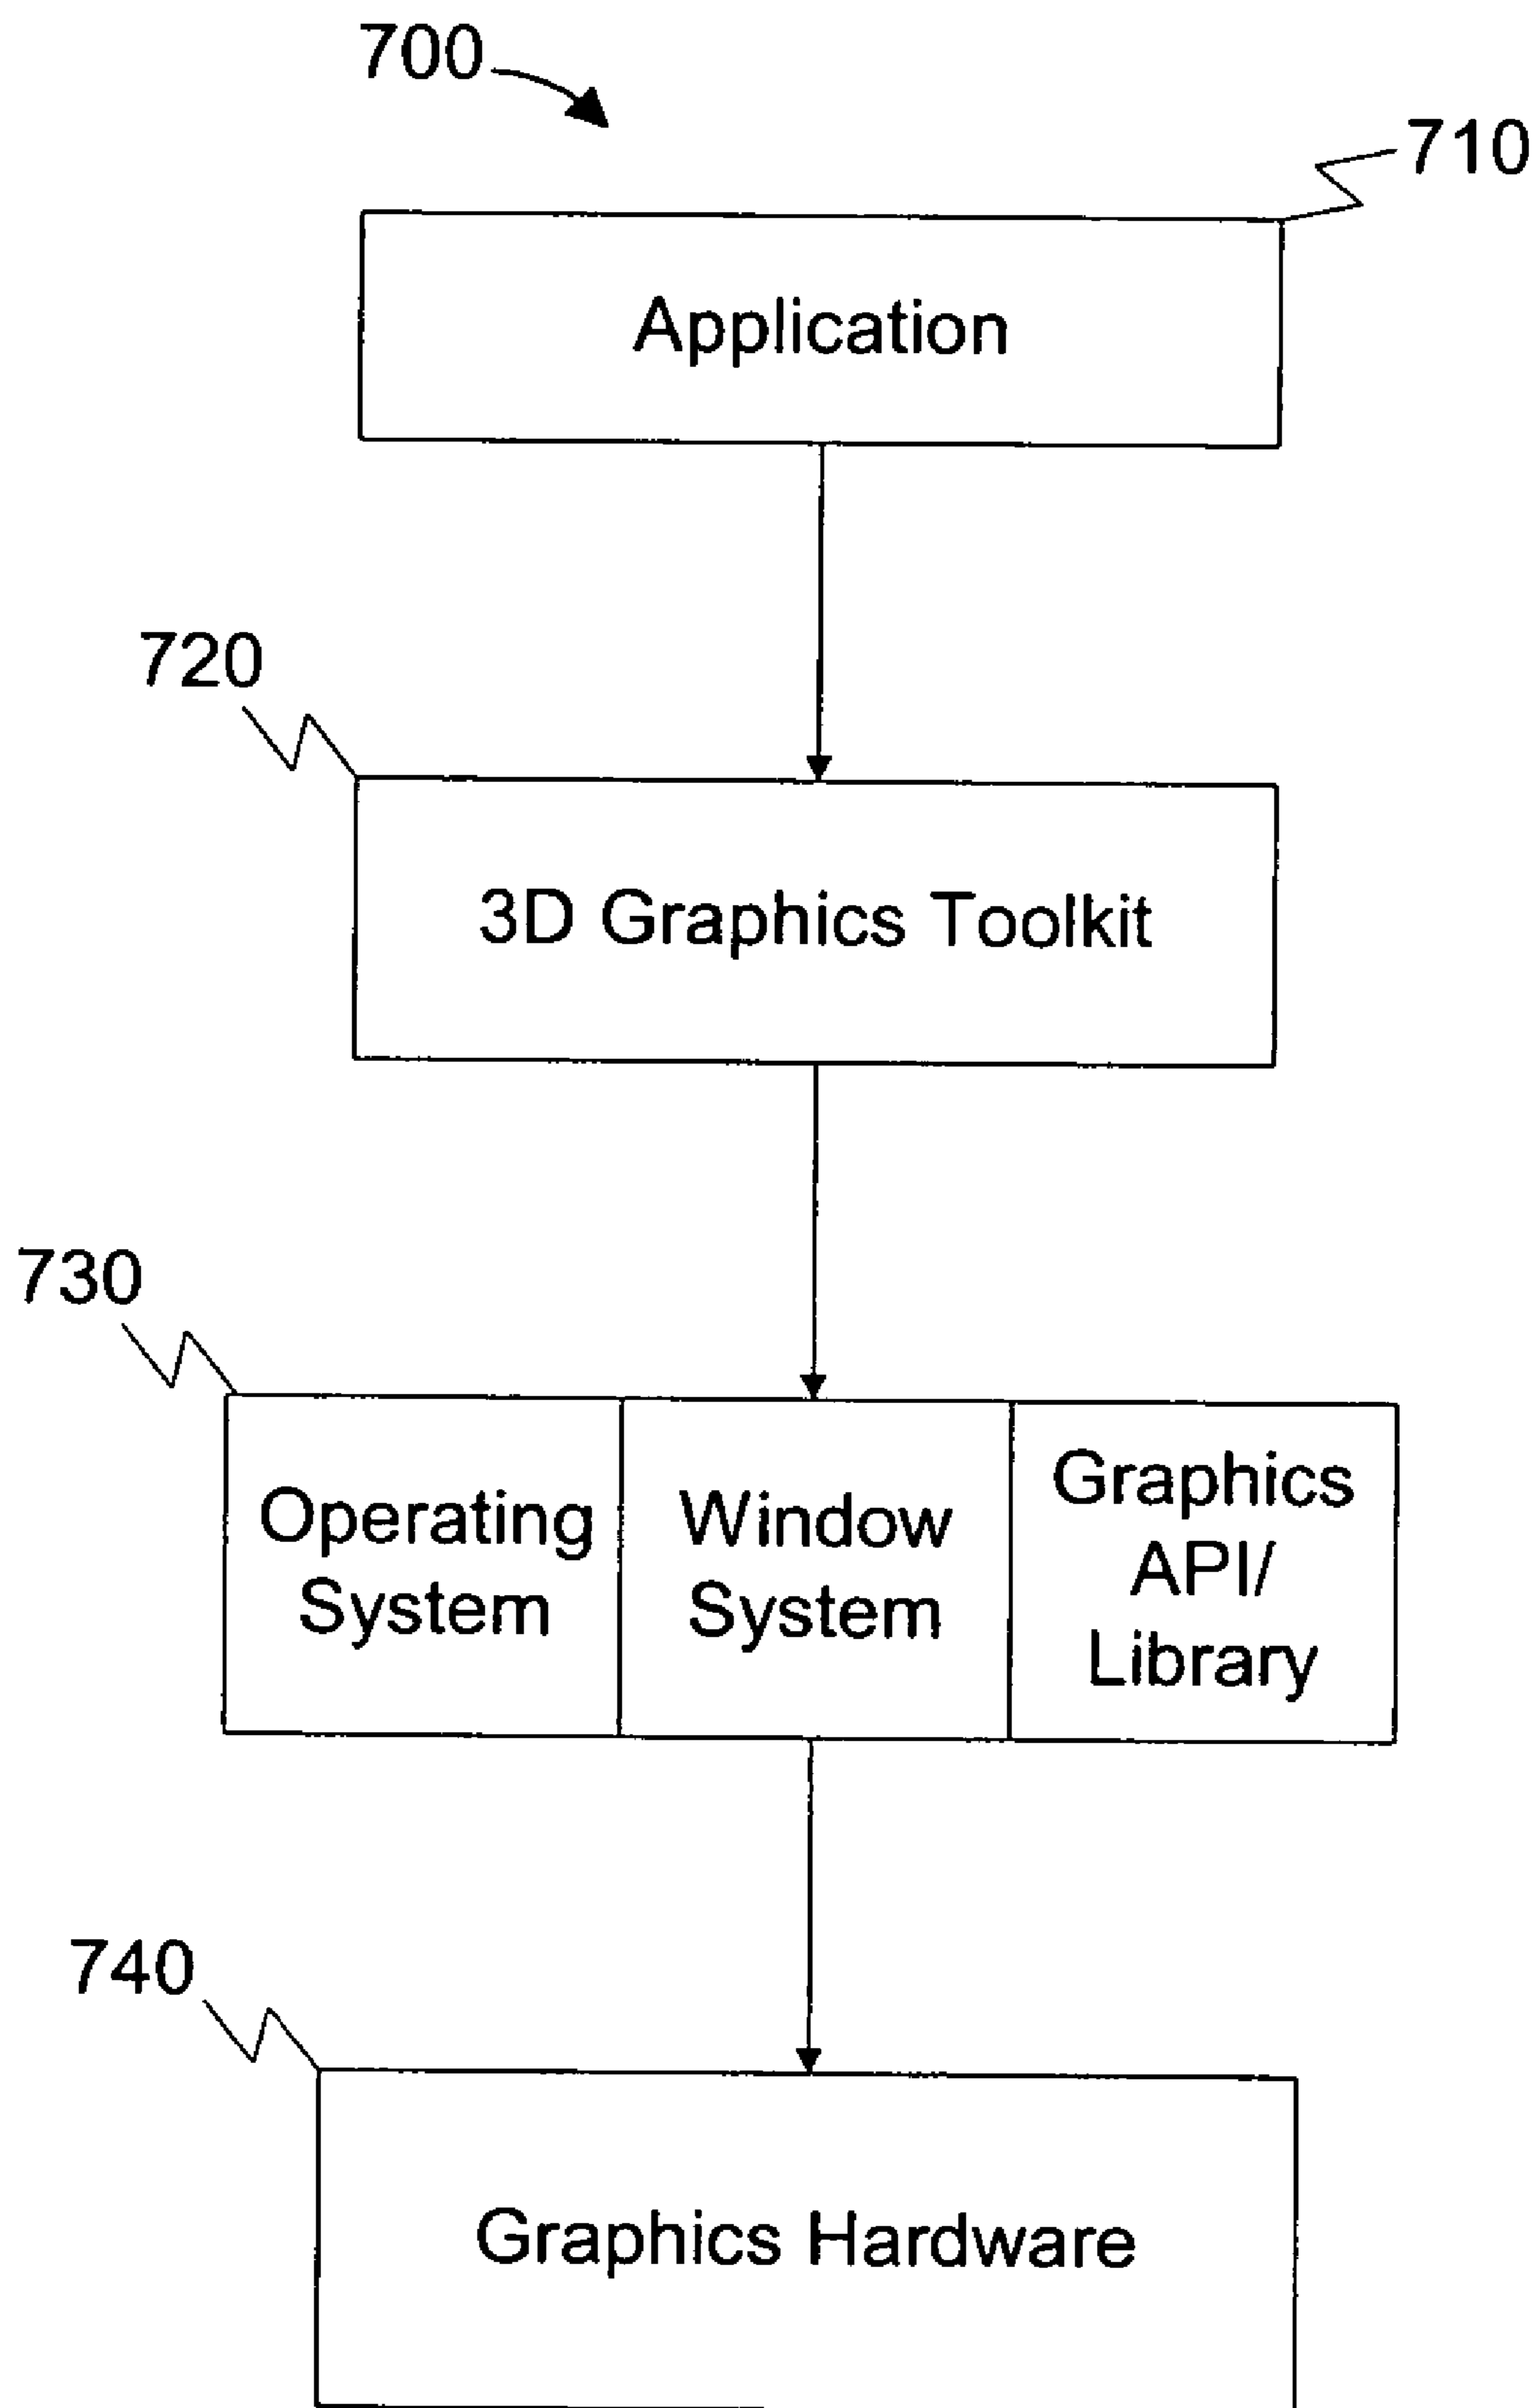 700
710
Application
720
3D Graphics Toolkit
730
Operating
System
Window
System
Graphics
API/
Library
740
Graphics Hardware